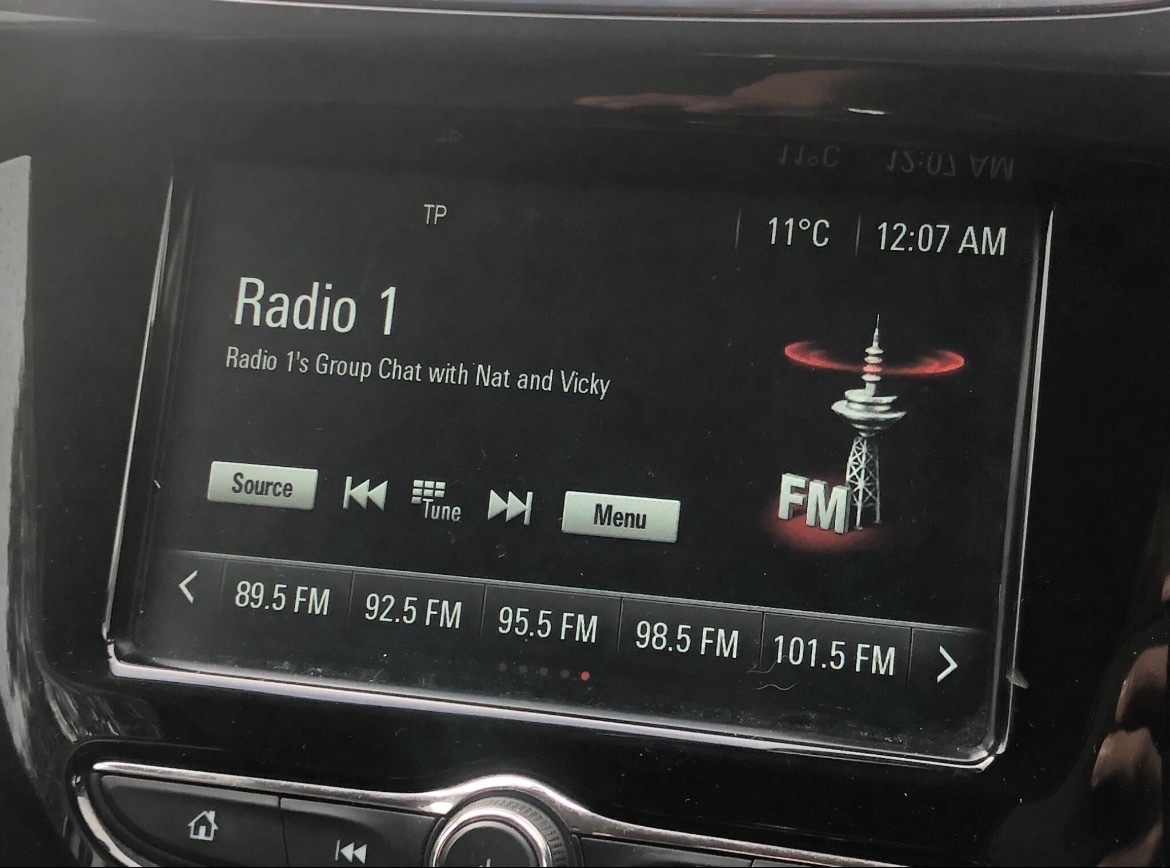 TP
11°C
12:07 AM
Radio 1
Radio 1's Group Chat with Nat and Vicky
Source
Tune
Menu
FM
89.5 FM
92.5 FM
95.5 FM
98.5 FM
101.5 FM